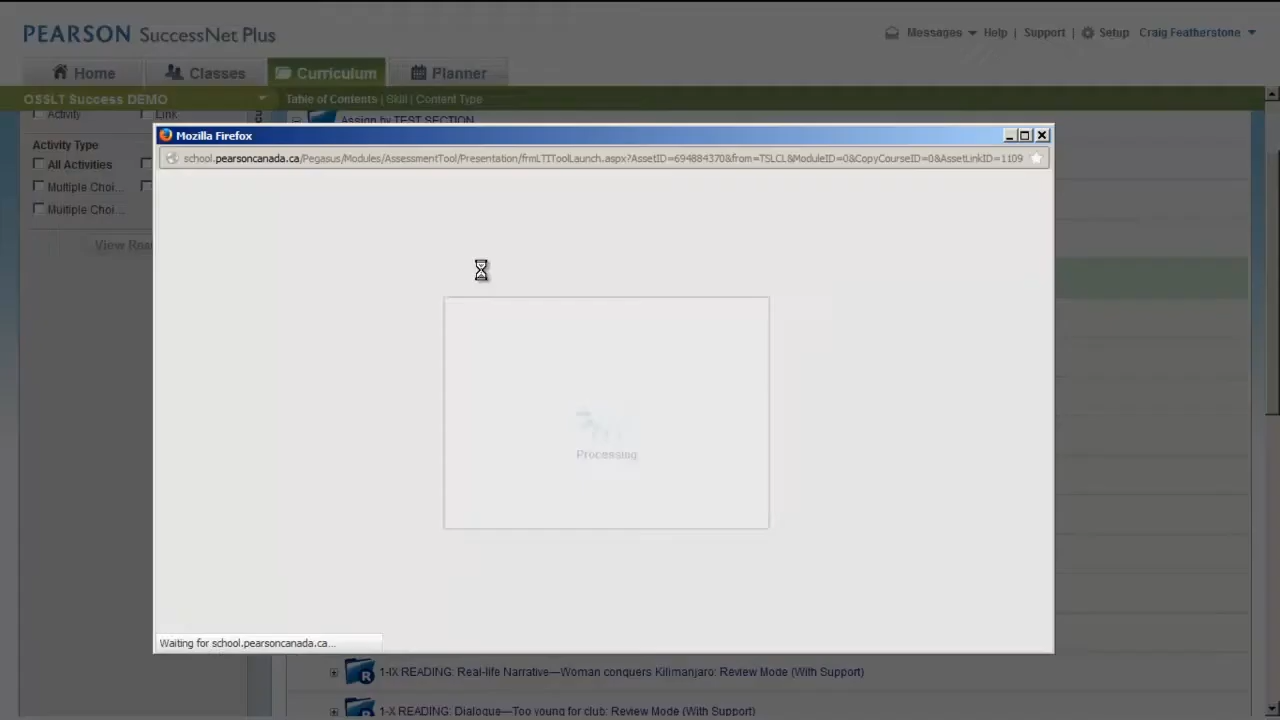 PEARSON SuccessNet Plus
Messages Help | Support | Setup Craig Featherstone
Home Classes Curriculum Planner
OSSLT Success DEMO Table of Contents | Skill | Content Type
Activity Link
Assign by TEST SECTION
Activity Type
All Activities
Multiple Choi...
Multiple Choi...
View
Mozilla Firefox
school.pearsoncanada.ca/Pegasus/Modules/AssessmentTool/Presentation/frmLTIToolLaunch.aspx?AssetID=694884370&from=TSLCL&ModuleID=0&CopyCourseID=0&AssetLinkID=1109
Processing
Waiting for school.pearsoncanada.ca...
1-IX READING: Real-life Narrative—Woman conquers Kilimanjaro: Review Mode (With Support)
1-X READING: Dialogue—Too young for club: Review Mode (With Support)